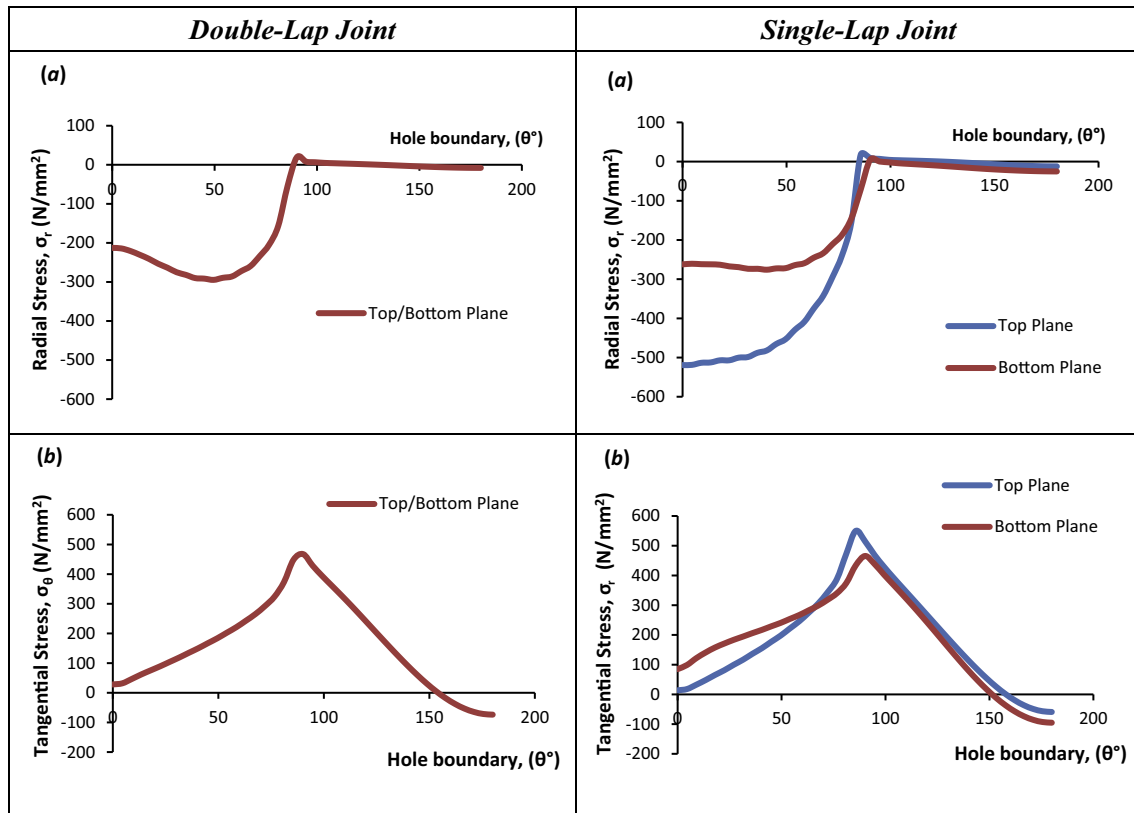 Double-Lap Joint
Single-Lap Joint
(a)
Hole boundary, (θ°)
Radial Stress, σr (N/mm²)
100
0
-100
-200
-300
-400
-500
-600
0
50
100
150
200
Top/Bottom Plane
(a)
Hole boundary, (θ°)
Radial Stress, σr (N/mm²)
100
0
-100
-200
-300
-400
-500
-600
0
50
100
150
200
Top Plane
Bottom Plane
(b)
Top/Bottom Plane
Tangential Stress, σθ (N/mm²)
600
500
400
300
200
100
0
-100
-200
0
50
100
150
200
Hole boundary, (θ°)
(b)
Top Plane
Bottom Plane
Tangential Stress, σr (N/mm²)
600
500
400
300
200
100
0
-100
-200
0
50
100
150
200
Hole boundary, (θ°)